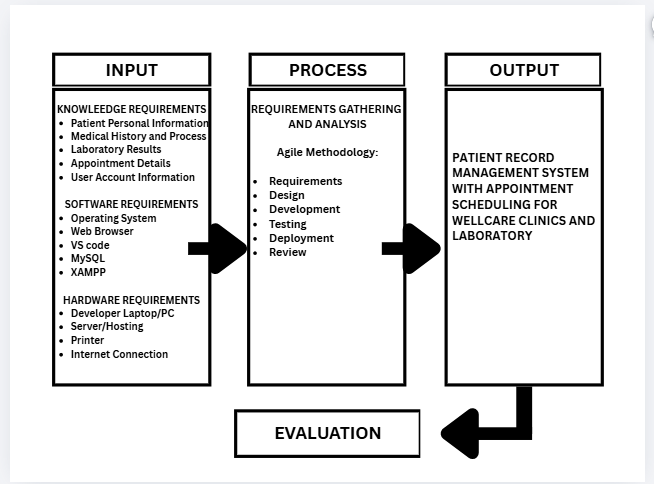 INPUT
KNOWLEEDGE REQUIREMENTS
• Patient Personal Information
• Medical History and Process
• Laboratory Results
• Appointment Details
• User Account Information
SOFTWARE REQUIREMENTS
• Operating System
• Web Browser
• VS code
• MySQL
• XAMPP
HARDWARE REQUIREMENTS
• Developer Laptop/PC
• Server/Hosting
• Printer
• Internet Connection
PROCESS
REQUIREMENTS GATHERING
AND ANALYSIS
Agile Methodology:
• Requirements
• Design
• Development
• Testing
• Deployment
• Review
OUTPUT
PATIENT RECORD
MANAGEMENT SYSTEM
WITH APPOINTMENT
SCHEDULING FOR
WELLCARE CLINICS AND
LABORATORY
EVALUATION